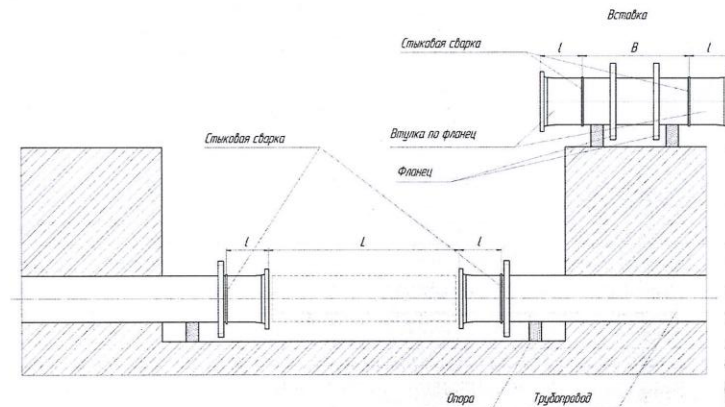 Вставка
Стыковая сварка
l
B
l
Втулка по фланец
Фланец
Стыковая сварка
l
L
l
Опора
Трубопровод